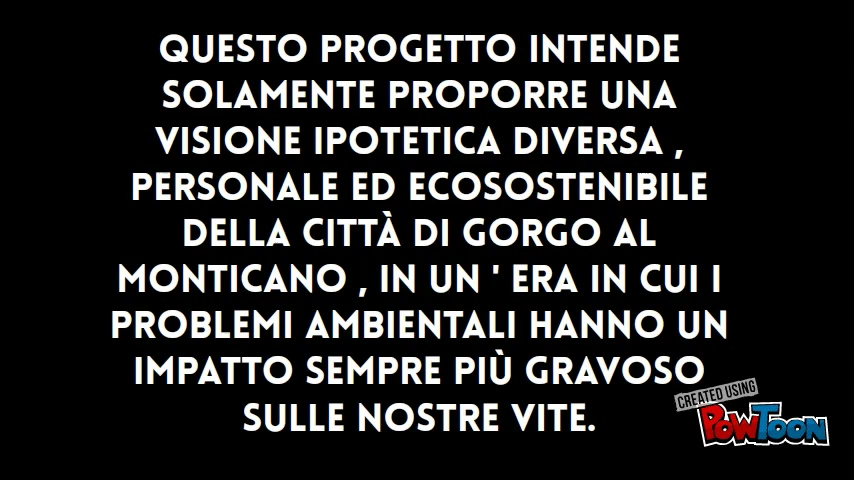 QUESTO PROGETTO INTENDE
SOLAMENTE PROPORRE UNA
VISIONE IPOTETICA DIVERSA ,
PERSONALE ED ECOSOSTENIBILE
DELLA CITTÀ DI GORGO AL
MONTICANO , IN UN ' ERA IN CUI I
PROBLEMI AMBIENTALI HANNO UN
IMPATTO SEMPRE PIÙ GRAVOSO
SULLE NOSTRE VITE.
CREATED USING
POWTOON